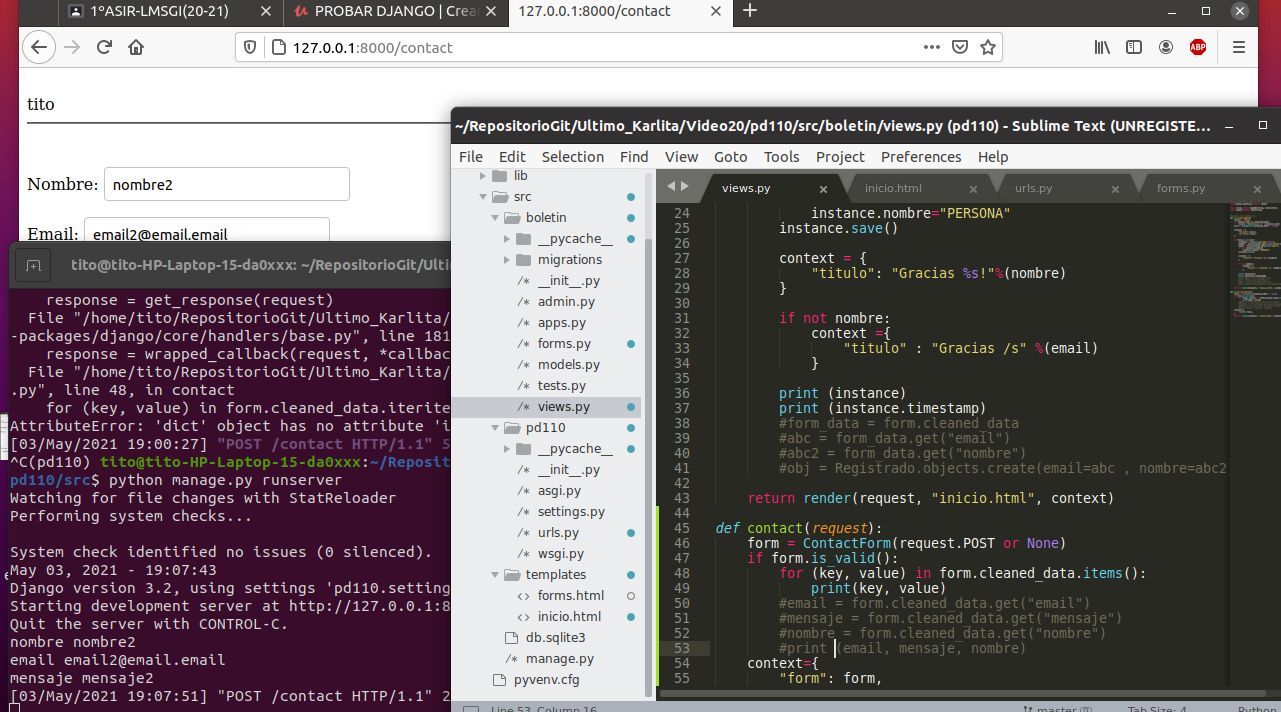 1ºASIR-LMSGI(20-21)
PROBAR DJANGO | Crea
127.0.0.1:8000/contact
127.0.0.1:8000/contact
ABP
tito
Nombre: nombre2
Email: email2@email.email
tito@tito-HP-Laptop-15-da0xxx: ~/RepositorioGit/Ulti
response = get_response(request)
File "/home/tito/RepositorioGit/Ultimo_Karlita/
-packages/django/core/handlers/base.py", line 181
response = wrapped_callback(request, *callbac
File "/home/tito/RepositorioGit/Ultimo_Karlita/
.py", line 48, in contact
for (key, value) in form.cleaned_data.iterite
AttributeError: 'dict' object has no attribute 'i
[03/May/2021 19:00:27] "POST /contact HTTP/1.1" 5
^C(pd110) tito@tito-HP-Laptop-15-da0xxx:~/Reposit
pd110/src$ python manage.py runserver
Watching for file changes with StatReloader
Performing system checks...
System check identified no issues (0 silenced).
May 03, 2021 - 19:07:43
Django version 3.2, using settings 'pd110.setting
Starting development server at http://127.0.0.1:8
Quit the server with CONTROL-C.
nombre nombre2
email email2@email.email
mensaje mensaje2
[03/May/2021 19:07:51] "POST /contact HTTP/1.1" 2
~/RepositorioGit/Ultimo_Karlita/Video20/pd110/src/boletin/views.py (pd110) - Sublime Text (UNREGISTE...
File Edit Selection Find View Goto Tools Project Preferences Help
lib
src
boletin
__pycache__
migrations
/* __init__.py
/* admin.py
/* apps.py
/* forms.py
/* models.py
/* tests.py
/* views.py
pd110
__pycache__
/* __init__.py
/* asgi.py
/* settings.py
/* urls.py
/* wsgi.py
templates
<> forms.html
<> inicio.html
db.sqlite3
/* manage.py
pyvenv.cfg
views.py
inicio.html
urls.py
forms.py
24 instance.nombre="PERSONA"
25 instance.save()
26
27 context = {
28 "titulo": "Gracias %s!"%(nombre)
29 }
30
31 if not nombre:
32 context ={
33 "titulo" : "Gracias /s" %(email)
34 }
35
36 print (instance)
37 print (instance.timestamp)
38 #form_data = form.cleaned_data
39 #abc = form_data.get("email")
40 #abc2 = form_data.get("nombre")
41 #obj = Registrado.objects.create(email=abc , nombre=abc2
42
43 return render(request, "inicio.html", context)
44
45 def contact(request):
46 form = ContactForm(request.POST or None)
47 if form.is_valid():
48 for (key, value) in form.cleaned_data.items():
49 print(key, value)
50 #email = form.cleaned_data.get("email")
51 #mensaje = form.cleaned_data.get("mensaje")
52 #nombre = form.cleaned_data.get("nombre")
53 #print (email, mensaje, nombre)
54 context={
55 "form": form,
Line 53, Column 16
master
Tab Size: 4
Python